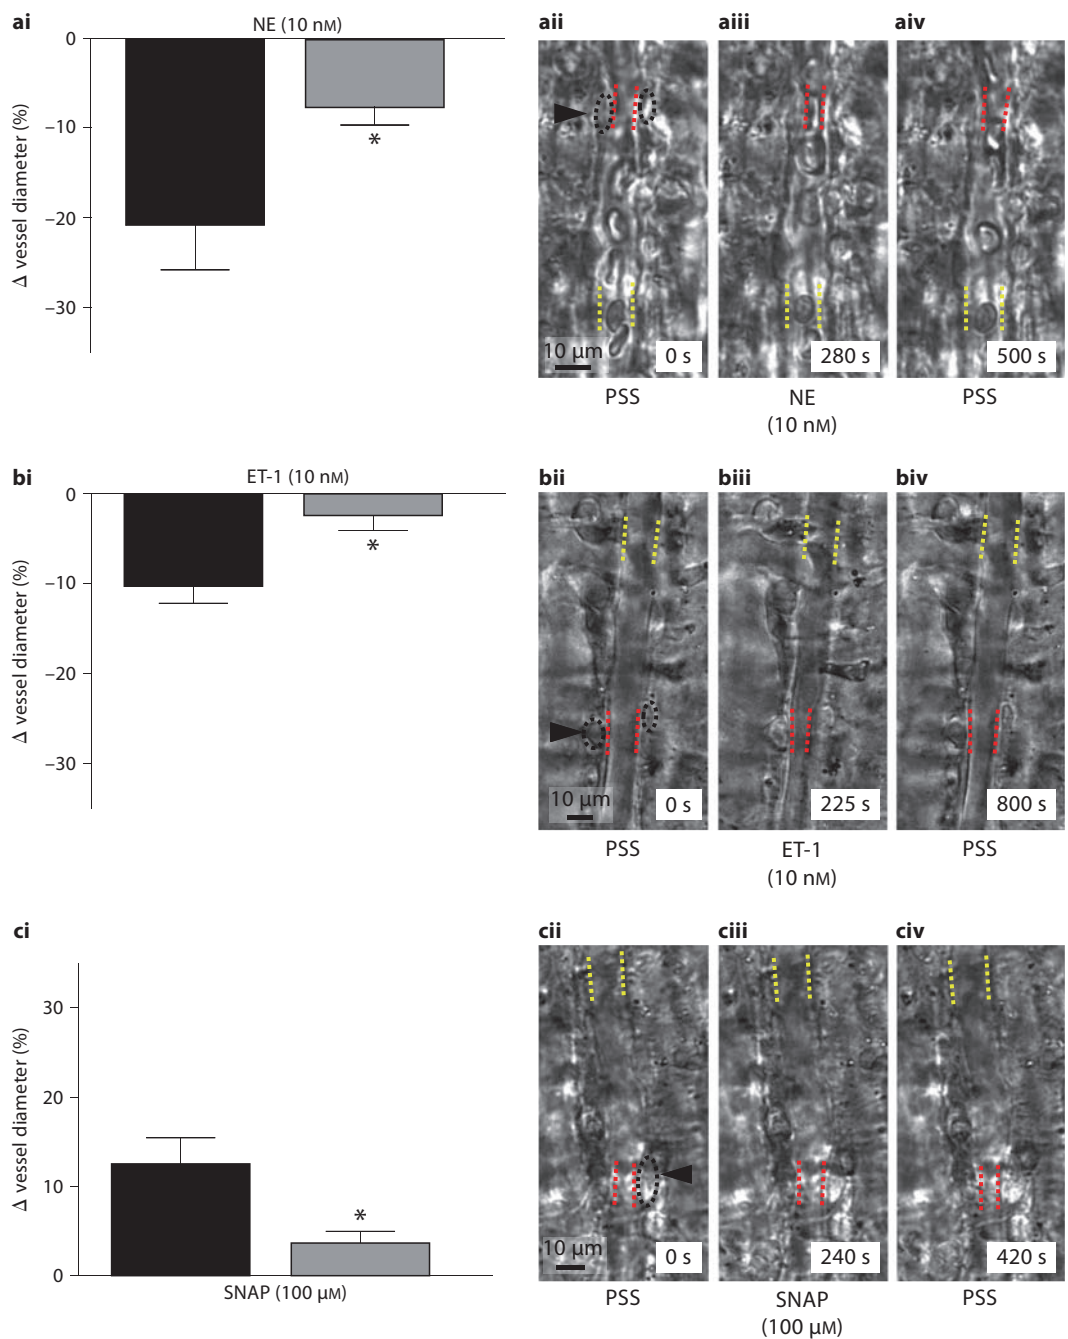 ai
NE (10 nM)
0
–10
–20
–30
Δ vessel diameter (%)
*
aii
aiii
aiv
10 µm
0 s
280 s
500 s
PSS
NE
(10 nM)
PSS
bi
ET-1 (10 nM)
0
–10
–20
–30
Δ vessel diameter (%)
*
bii
biii
biv
10 µm
0 s
225 s
800 s
PSS
ET-1
(10 nM)
PSS
ci
30
20
10
0
Δ vessel diameter (%)
*
SNAP (100 µM)
cii
ciii
civ
10 µm
0 s
240 s
420 s
PSS
SNAP
(100 µM)
PSS